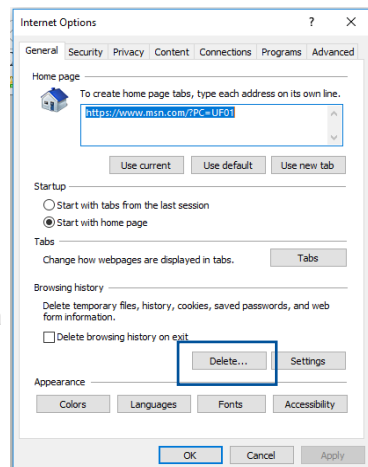 Internet Options ? ×
General Security Privacy Content Connections Programs Advanced
Home page
To create home page tabs, type each address on its own line.
https://www.msn.com/?PC=UF01
Use current Use default Use new tab
Startup
Start with tabs from the last session
Start with home page
Tabs
Change how webpages are displayed in tabs. Tabs
Browsing history
Delete temporary files, history, cookies, saved passwords, and web
form information.
Delete browsing history on exit
Delete... Settings
Appearance
Colors Languages Fonts Accessibility
OK Cancel Apply